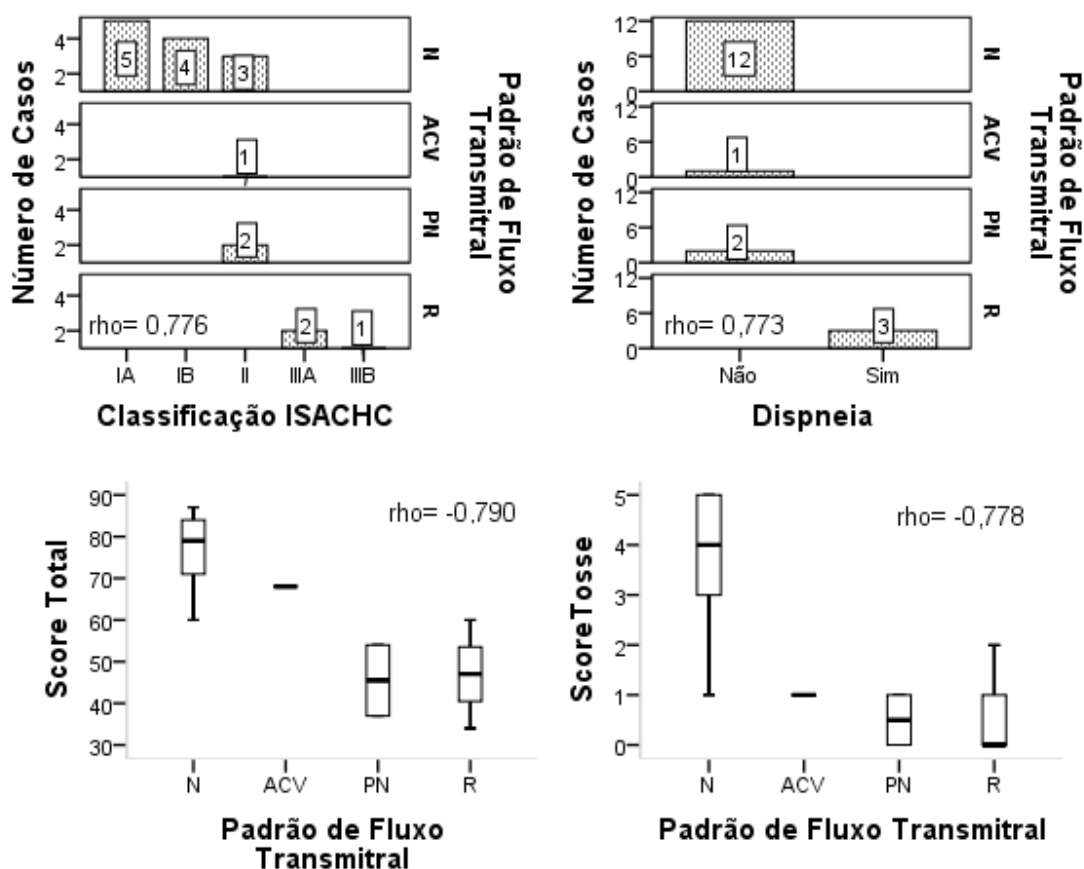 Número de Casos
4
2
5
4
3
N
4
2
1
ACV
4
2
2
PN
4
2
rho= 0,776
2
1
R
IA IB II IIIA IIIB
Classificação ISACHC
Padrão de Fluxo
Transmitral
Número de Casos
12
6
0
12
N
12
6
0
1
ACV
12
6
0
2
PN
12
6
0
rho= 0,773
3
R
Não Sim
Dispneia
Padrão de Fluxo
Transmitral
Score Total
90
80
70
60
50
40
30
rho= -0,790
N ACV PN R
Padrão de Fluxo
Transmitral
ScoreTosse
5
4
3
2
1
0
rho= -0,778
N ACV PN R
Padrão de Fluxo Transmitral